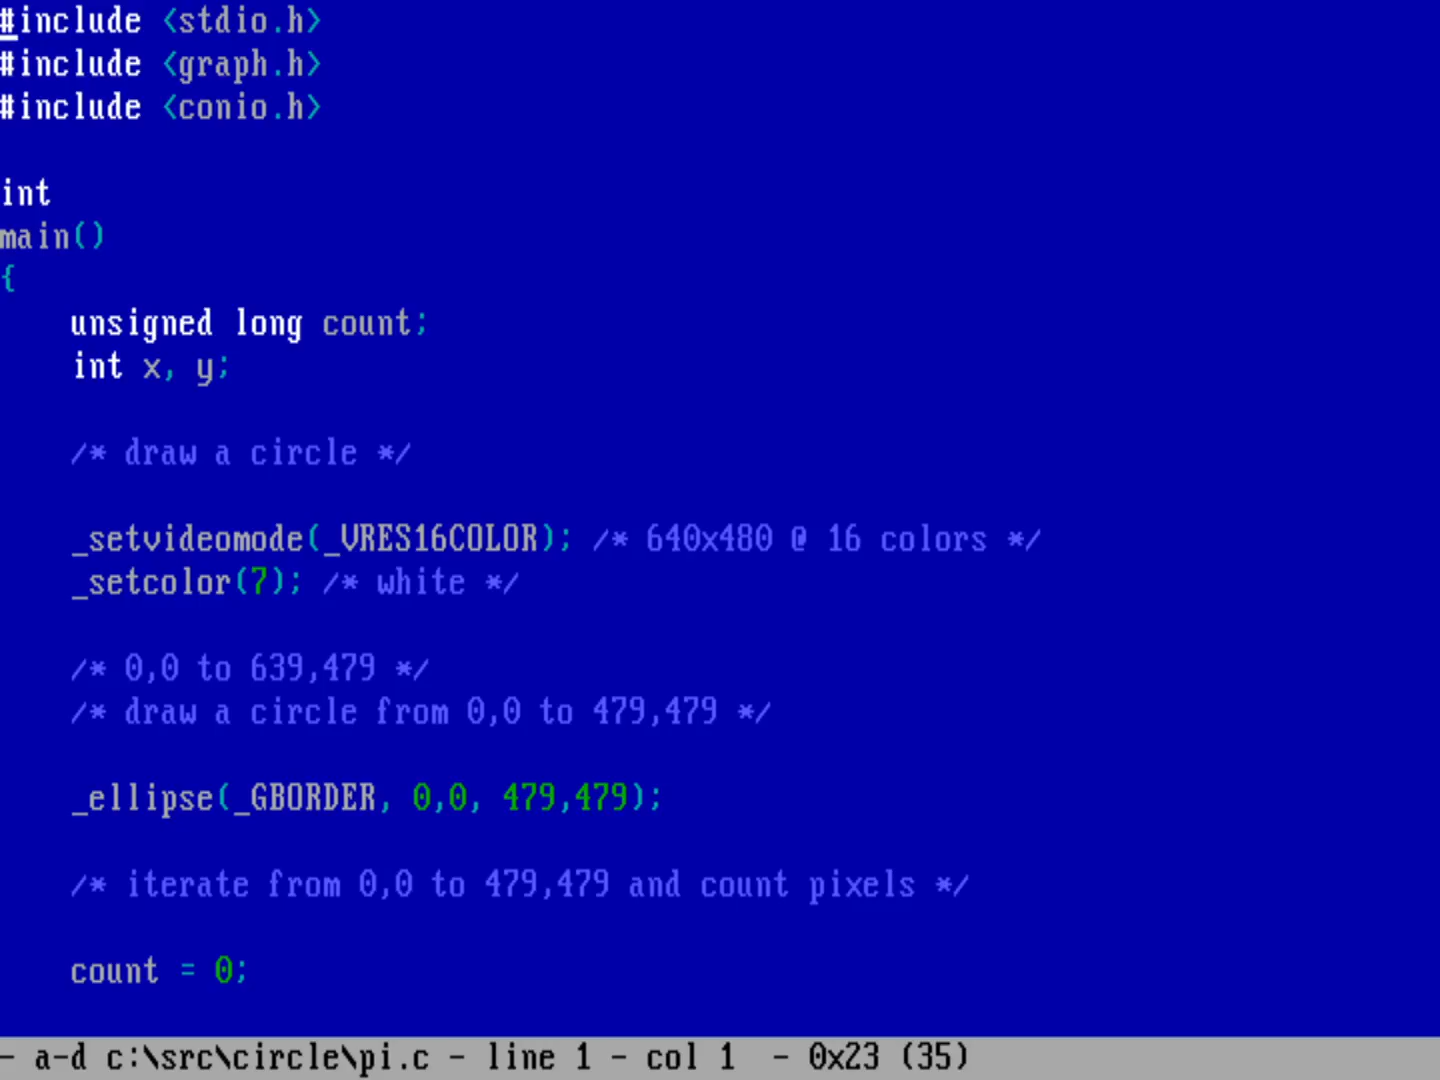 #include <stdio.h>
#include <graph.h>
#include <conio.h>
int
main()
{
unsigned long count;
int x, y;
/* draw a circle */
_setvideomode(_VRES16COLOR); /* 640x480 @ 16 colors */
_setcolor(7); /* white */
/* 0,0 to 639,479 */
/* draw a circle from 0,0 to 479,479 */
_ellipse(_GBORDER, 0,0, 479,479);
/* iterate from 0,0 to 479,479 and count pixels */
count = 0;
- a-d c:\src\circle\pi.c - line 1 - col 1 - 0x23 (35)